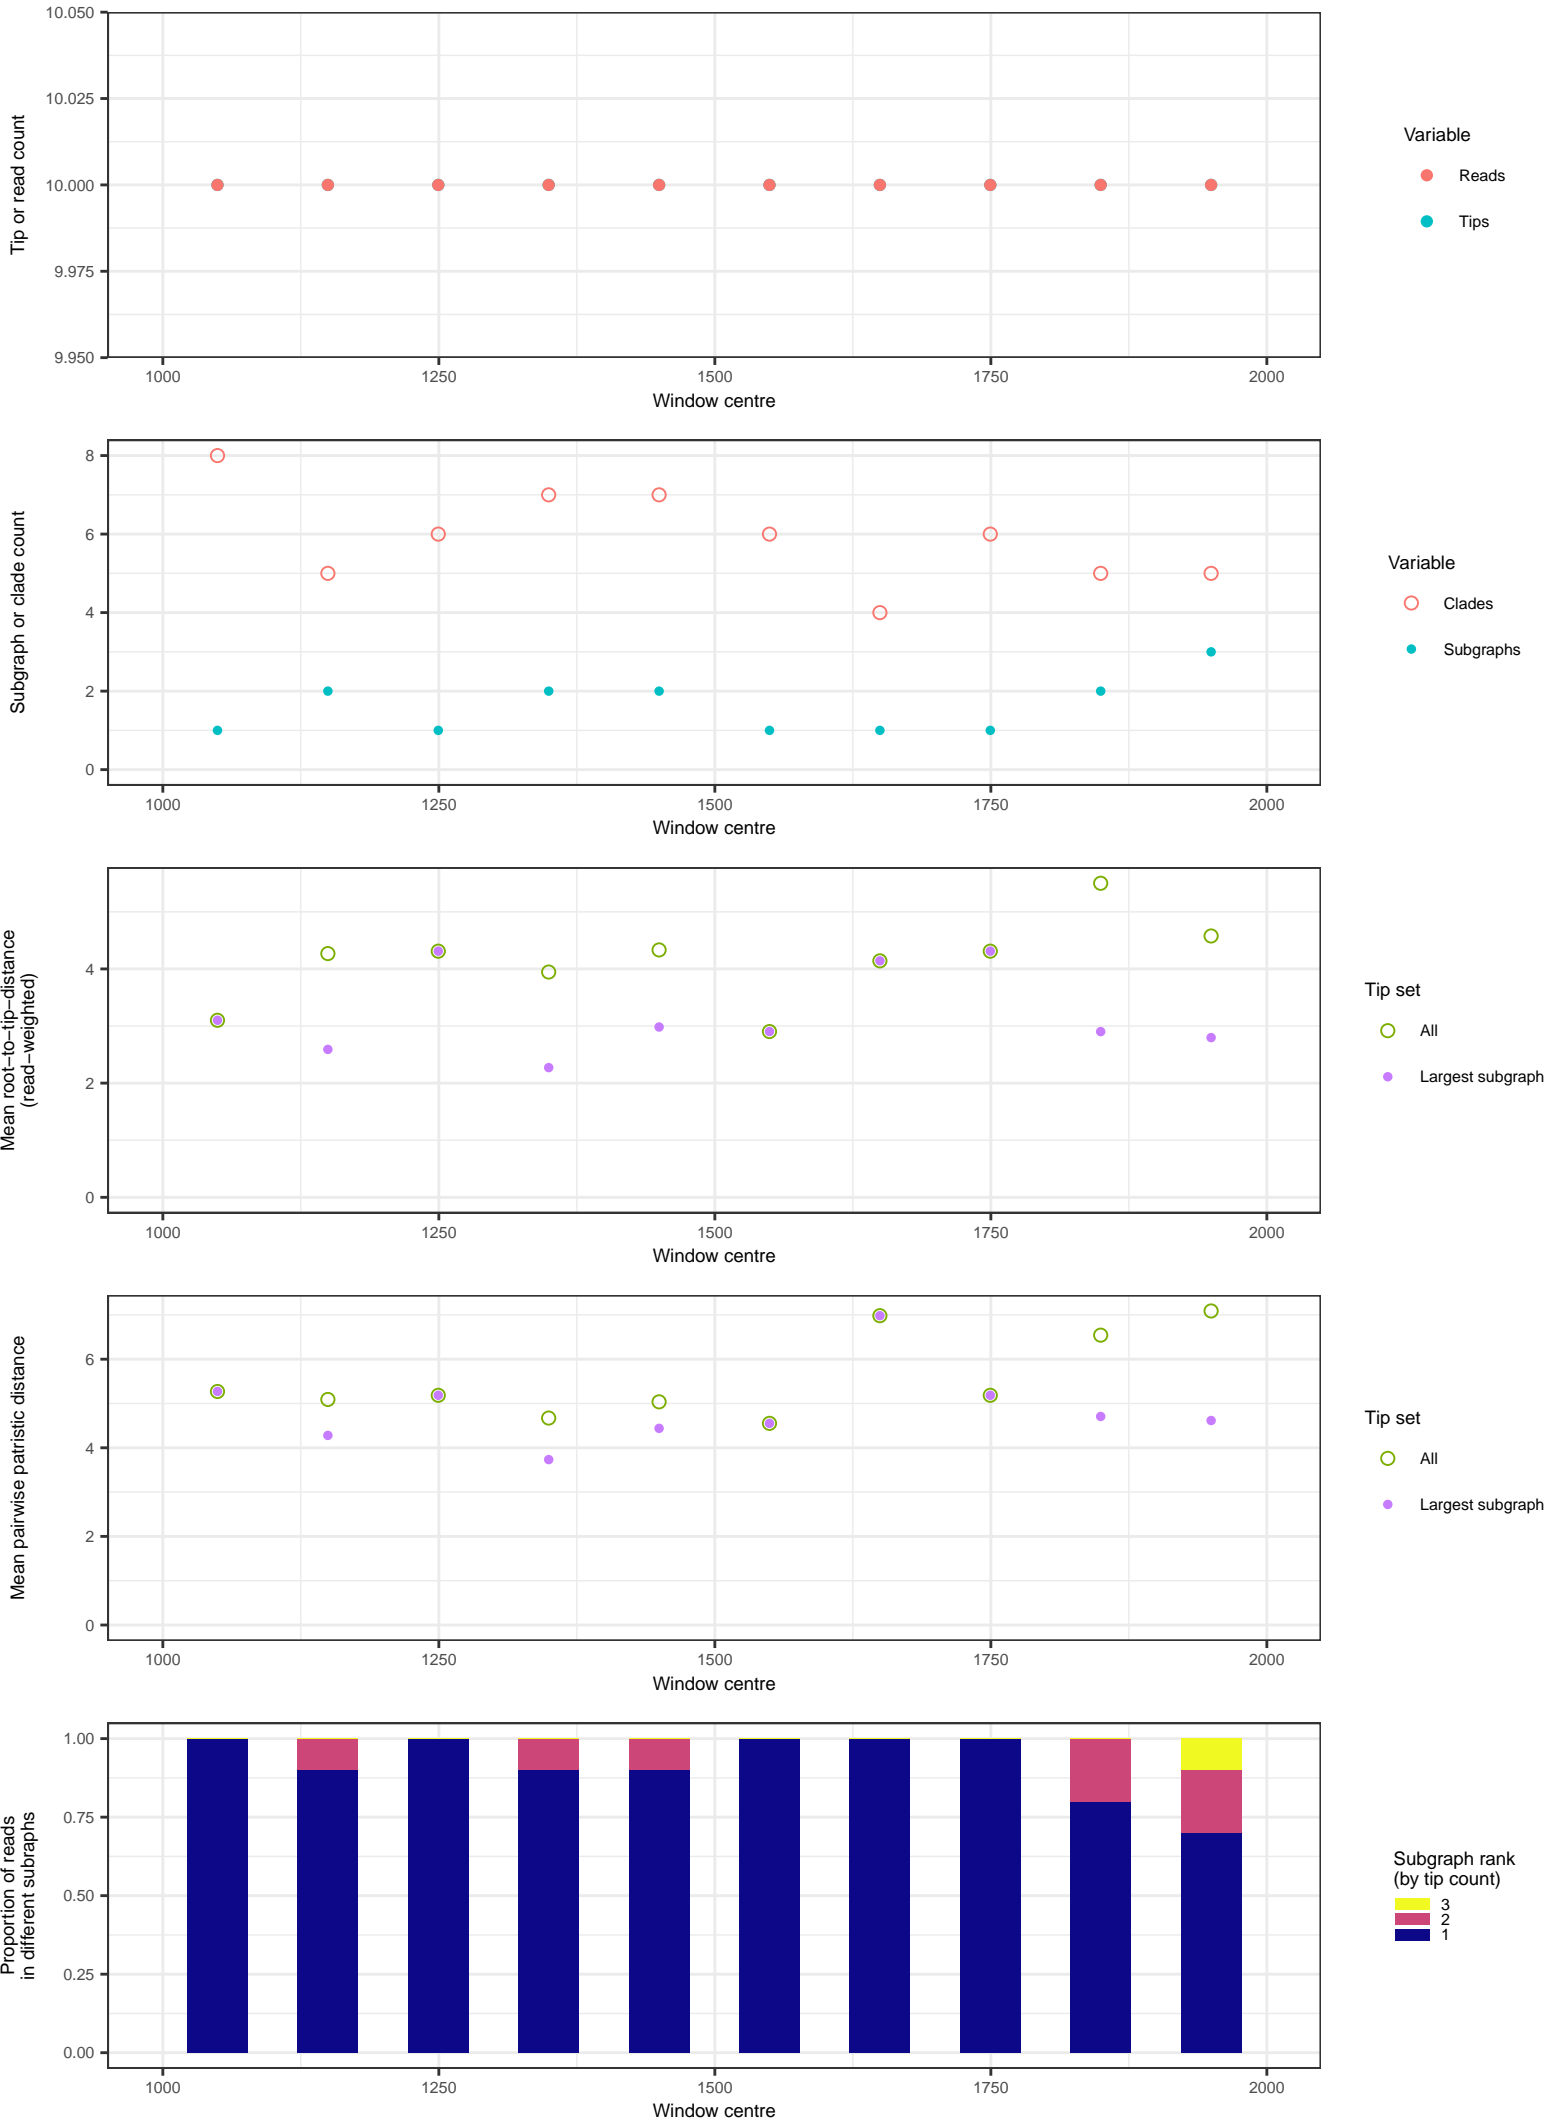 10.050
10.025
10.000
9.975
9.950
Tip or read count
1000
1250
1500
1750
2000
Window centre
Variable
Reads
Tips
8
6
4
2
0
Subgraph or clade count
1000
1250
1500
1750
2000
Window centre
Variable
Clades
Subgraphs
4
2
0
Mean root−to−tip−distance
(read−weighted)
1000
1250
1500
1750
2000
Window centre
Tip set
All
Largest subgraph
6
4
2
0
Mean pairwise patristic distance
1000
1250
1500
1750
2000
Window centre
Tip set
All
Largest subgraph
1.00
0.75
0.50
0.25
0.00
Proportion of reads
in different subraphs
1000
1250
1500
1750
2000
Window centre
Subgraph rank
(by tip count)
3
2
1